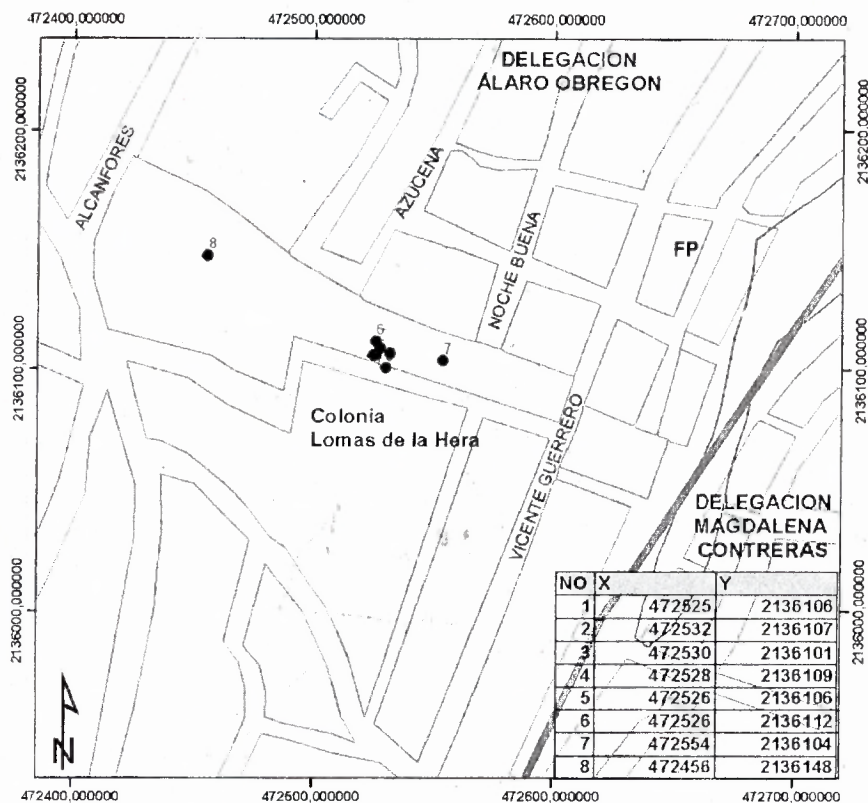 472400,000000 472500,000000 472600,000000 472700,000000
DELEGACION
ÁLARO OBREGON
2136200,000000
2136200,000000
ALCANFORES
AZUCENA
NOCHE BUENA
FP
8
6
7
2136100,000000
2136100,000000
Colonia
Lomas de la Hera
VICENTE GUERRERO
DELEGACION
MAGDALENA
CONTRERAS
2136000,000000
2136000,000000
NO X Y
1 472525 2136106
2 472532 2136107
3 472530 2136101
4 472528 2136109
5 472526 2136106
6 472526 2136112
7 472554 2136104
8 472456 2136148
N
472400,000000 472500,000000 472600,000000 472700,000000